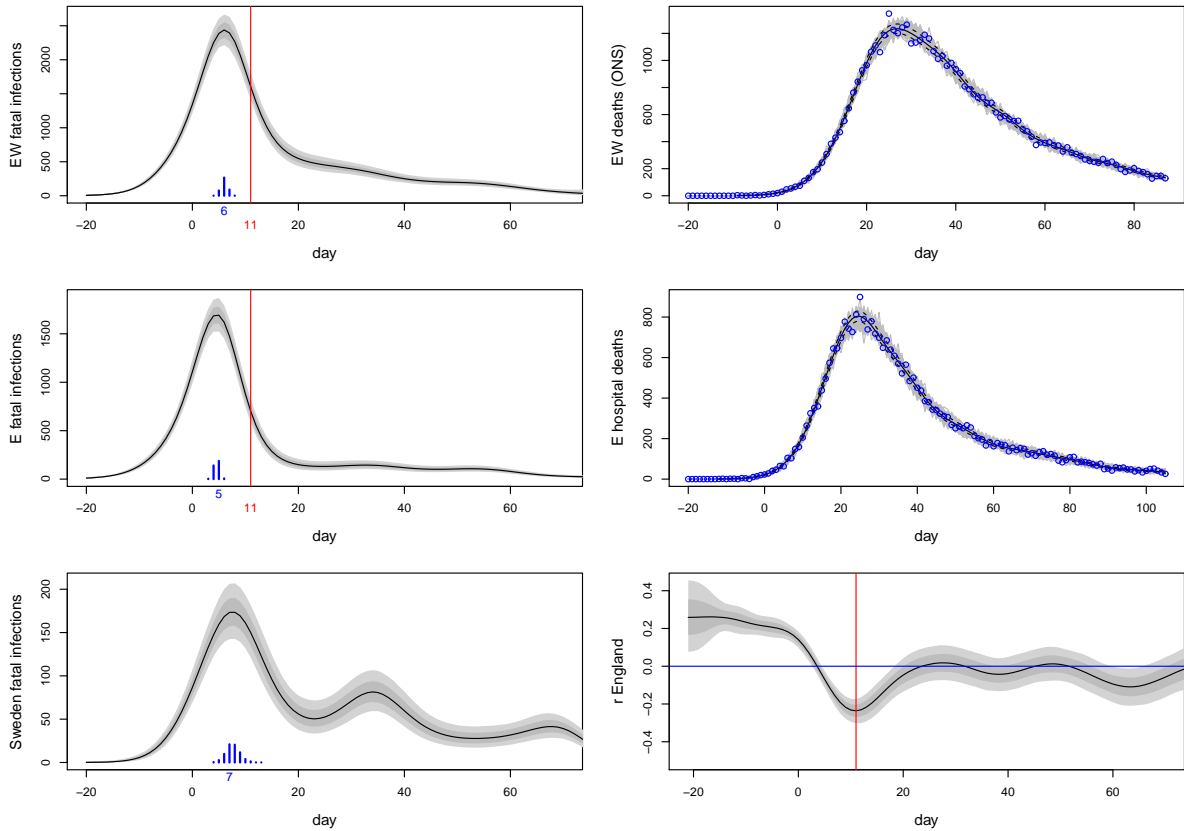 EW fatal infections
0 500 1000 2000
−20 0 20 40 60
6
11
day
EW deaths (ONS)
0 200 600 1000
−20 0 20 40 60 80
day
E fatal infections
0 500 1000 1500
−20 0 20 40 60
5
11
day
E hospital deaths
0 200 400 600 800
−20 0 20 40 60 80 100
day
Sweden fatal infections
0 50 100 150 200
−20 0 20 40 60
7
day
r England
−0.4 −0.2 0.0 0.2 0.4
−20 0 20 40 60
day